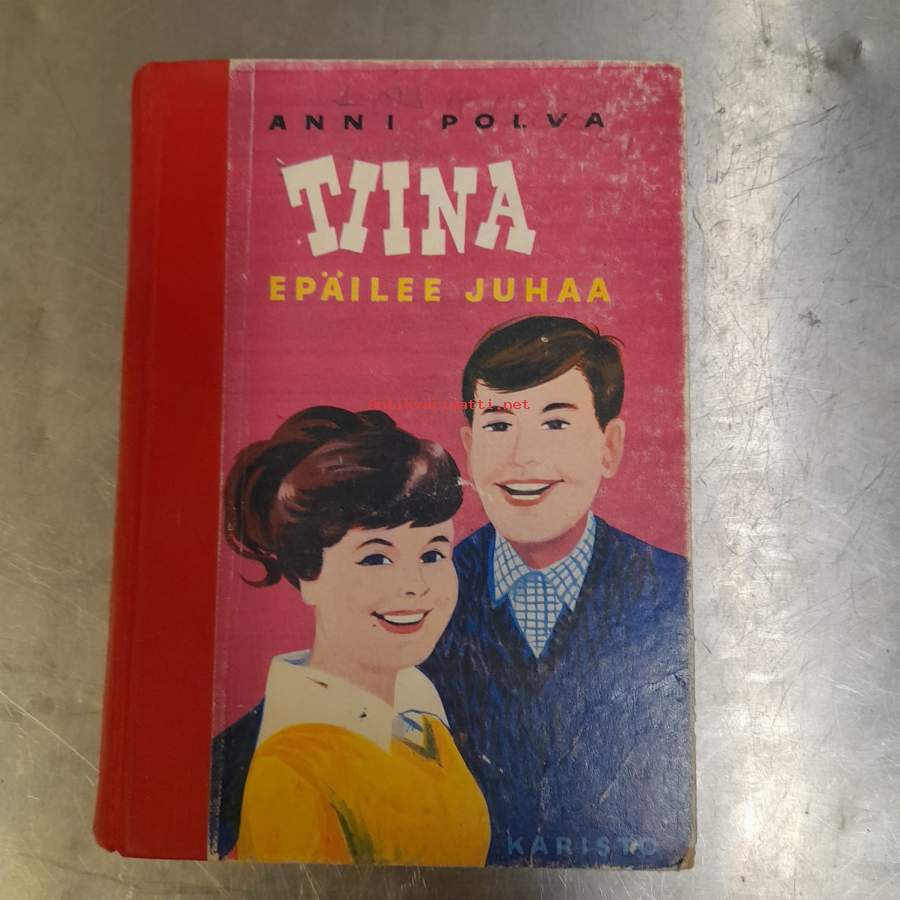 ANNI POLVA
TIINA
EPÄILEE JUHAA
KARISTO